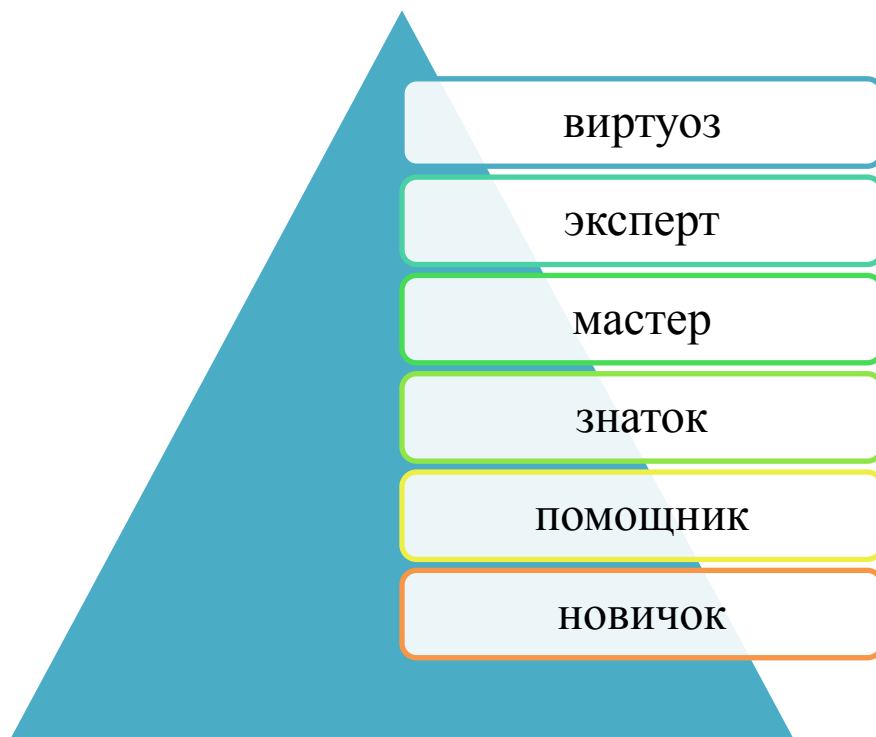 виртуоз
эксперт
мастер
знаток
помощник
новичок